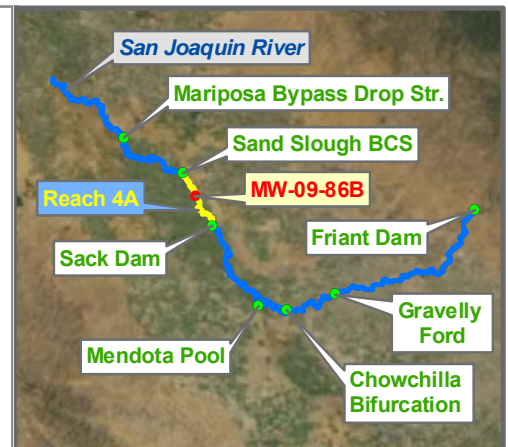 San Joaquin River
Mariposa Bypass Drop Str.
Sand Slough BCS
Reach 4A
MW-09-86B
Friant Dam
Sack Dam
Gravelly
Ford
Mendota Pool
Chowchilla
Bifurcation